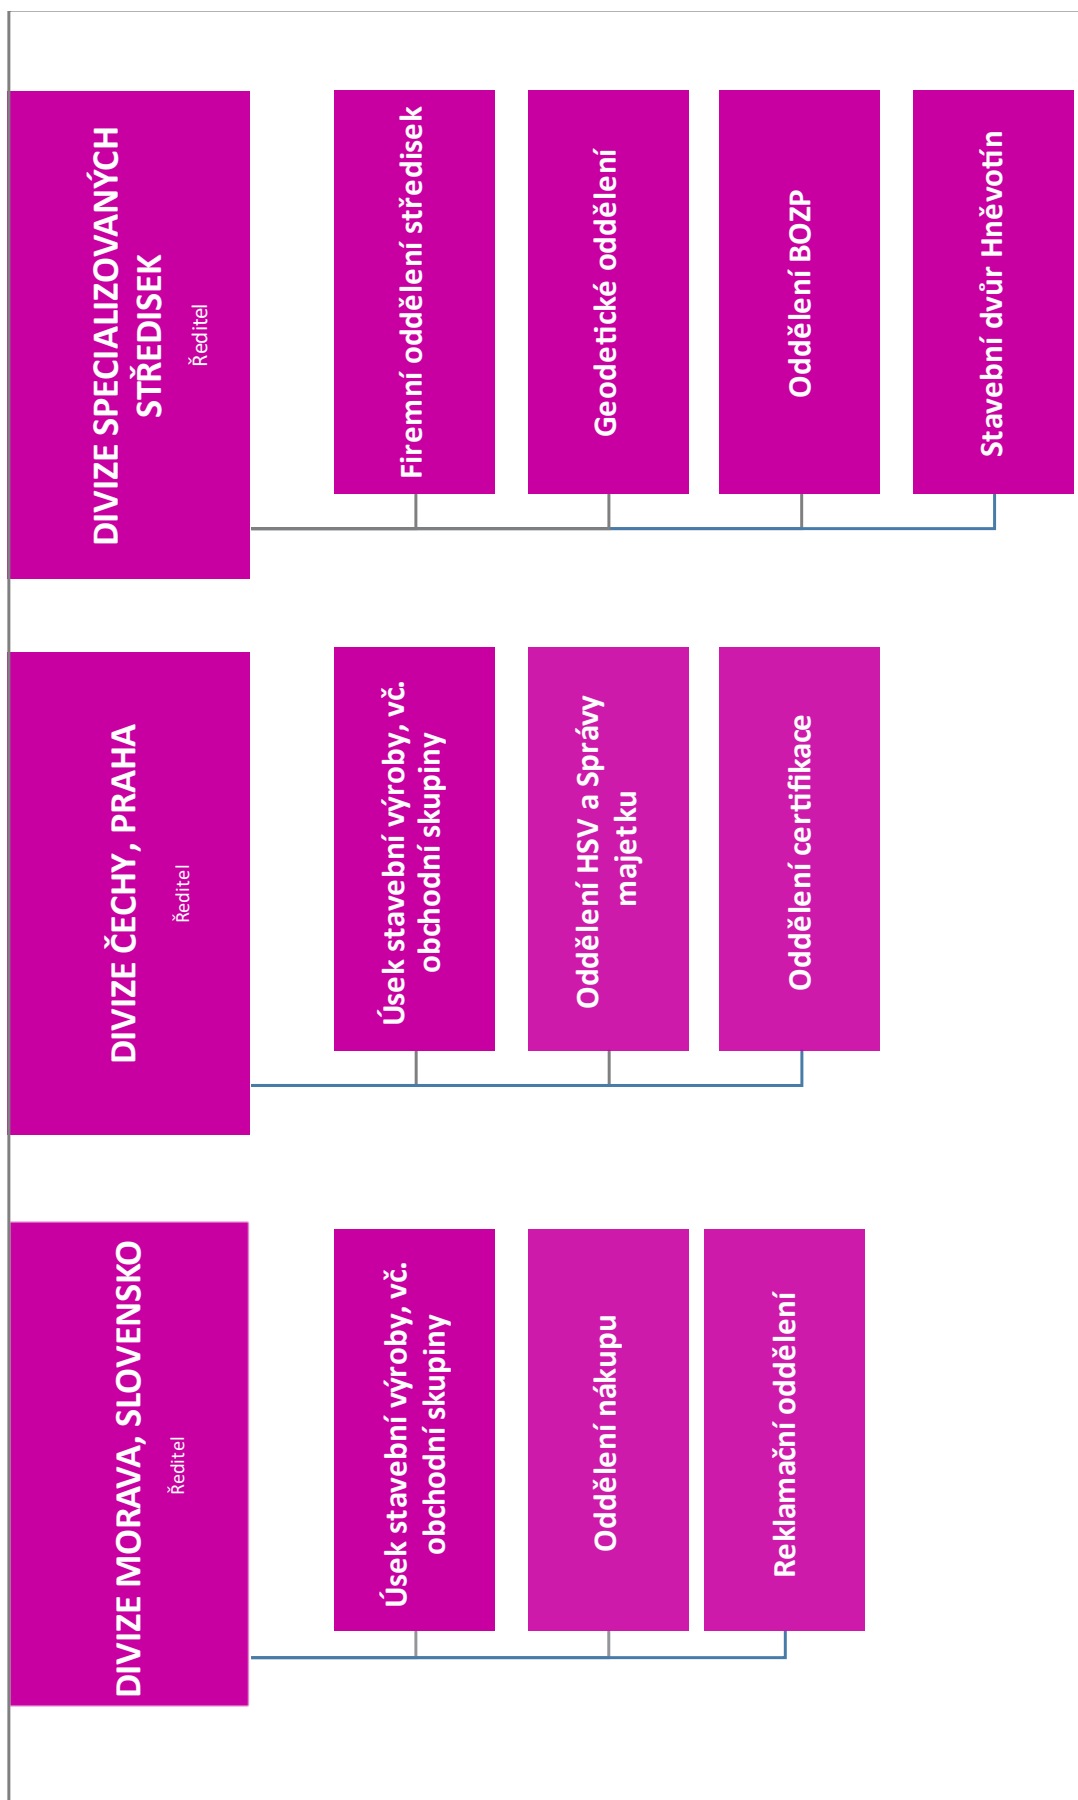 DIVIZE MORAVA, SLOVENSKO
Ředitel
Úsek stavební výroby, vč.
obchodní skupiny
Oddělení nákupu
Reklamační oddělení
DIVIZE ČECHY, PRAHA
Ředitel
Úsek stavební výroby, vč.
obchodní skupiny
Oddělení HSV a Správy
majetku
Oddělení certifikace
DIVIZE SPECIALIZOVANÝCH
STŘEDISEK
Ředitel
Firemní oddělení středisek
Geodetické oddělení
Oddělení BOZP
Stavební dvůr Hněvotín